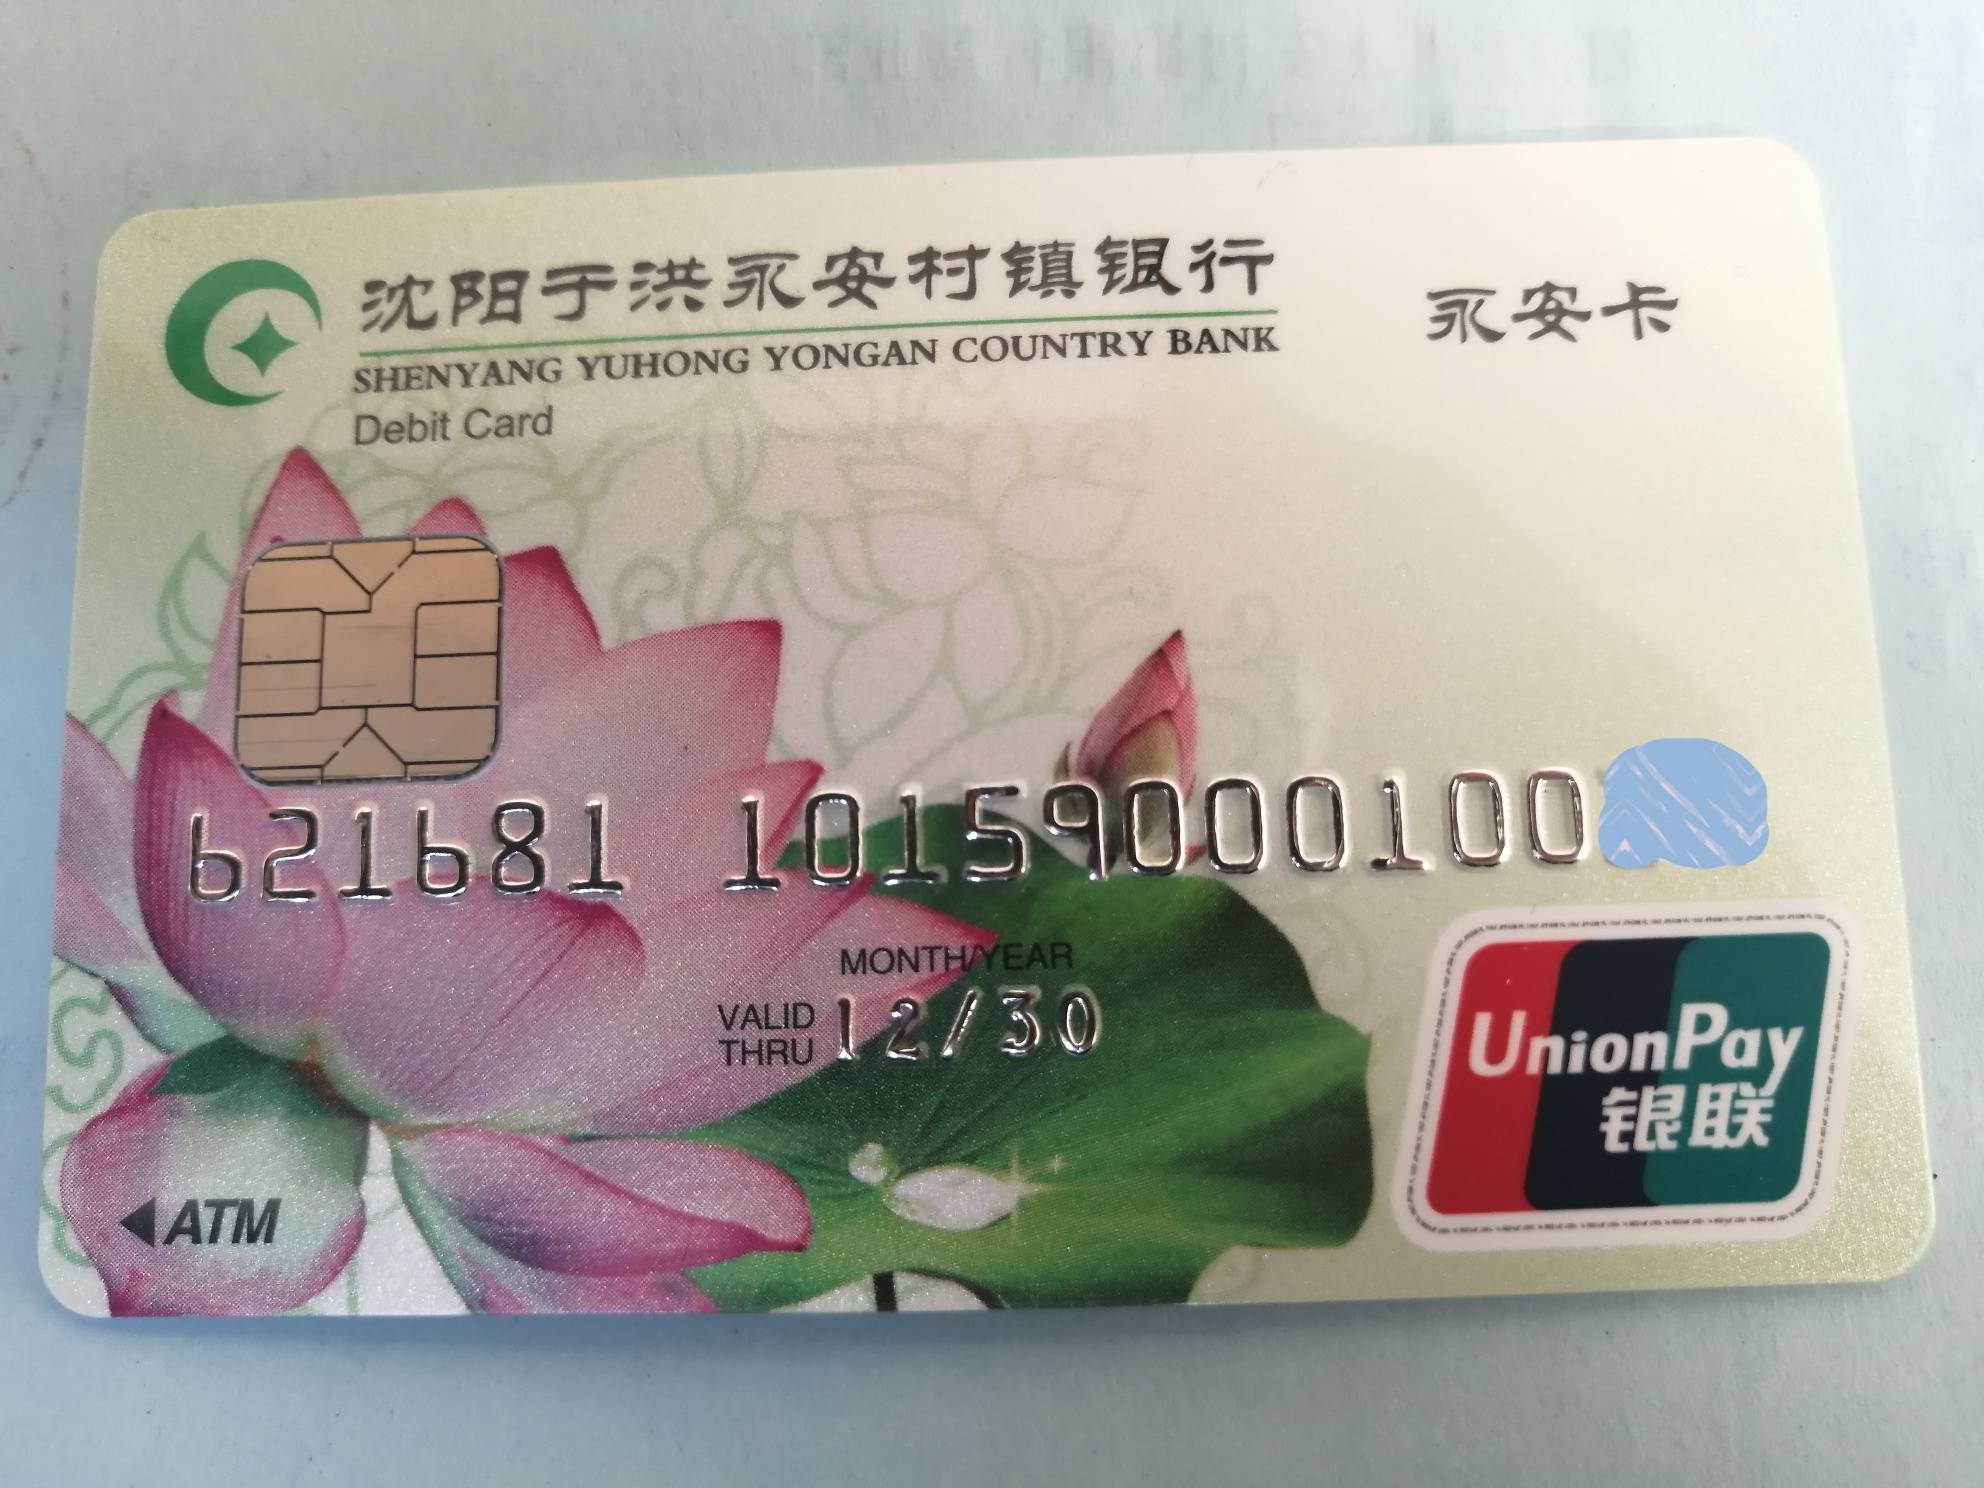 沈阳于洪永安村镇银行
SHENYANG YUHONG YONGAN COUNTRY BANK
Debit Card
永安卡
621681 10159000100
MONTH/YEAR
VALID THRU 12/30
ATM
UnionPay
银联